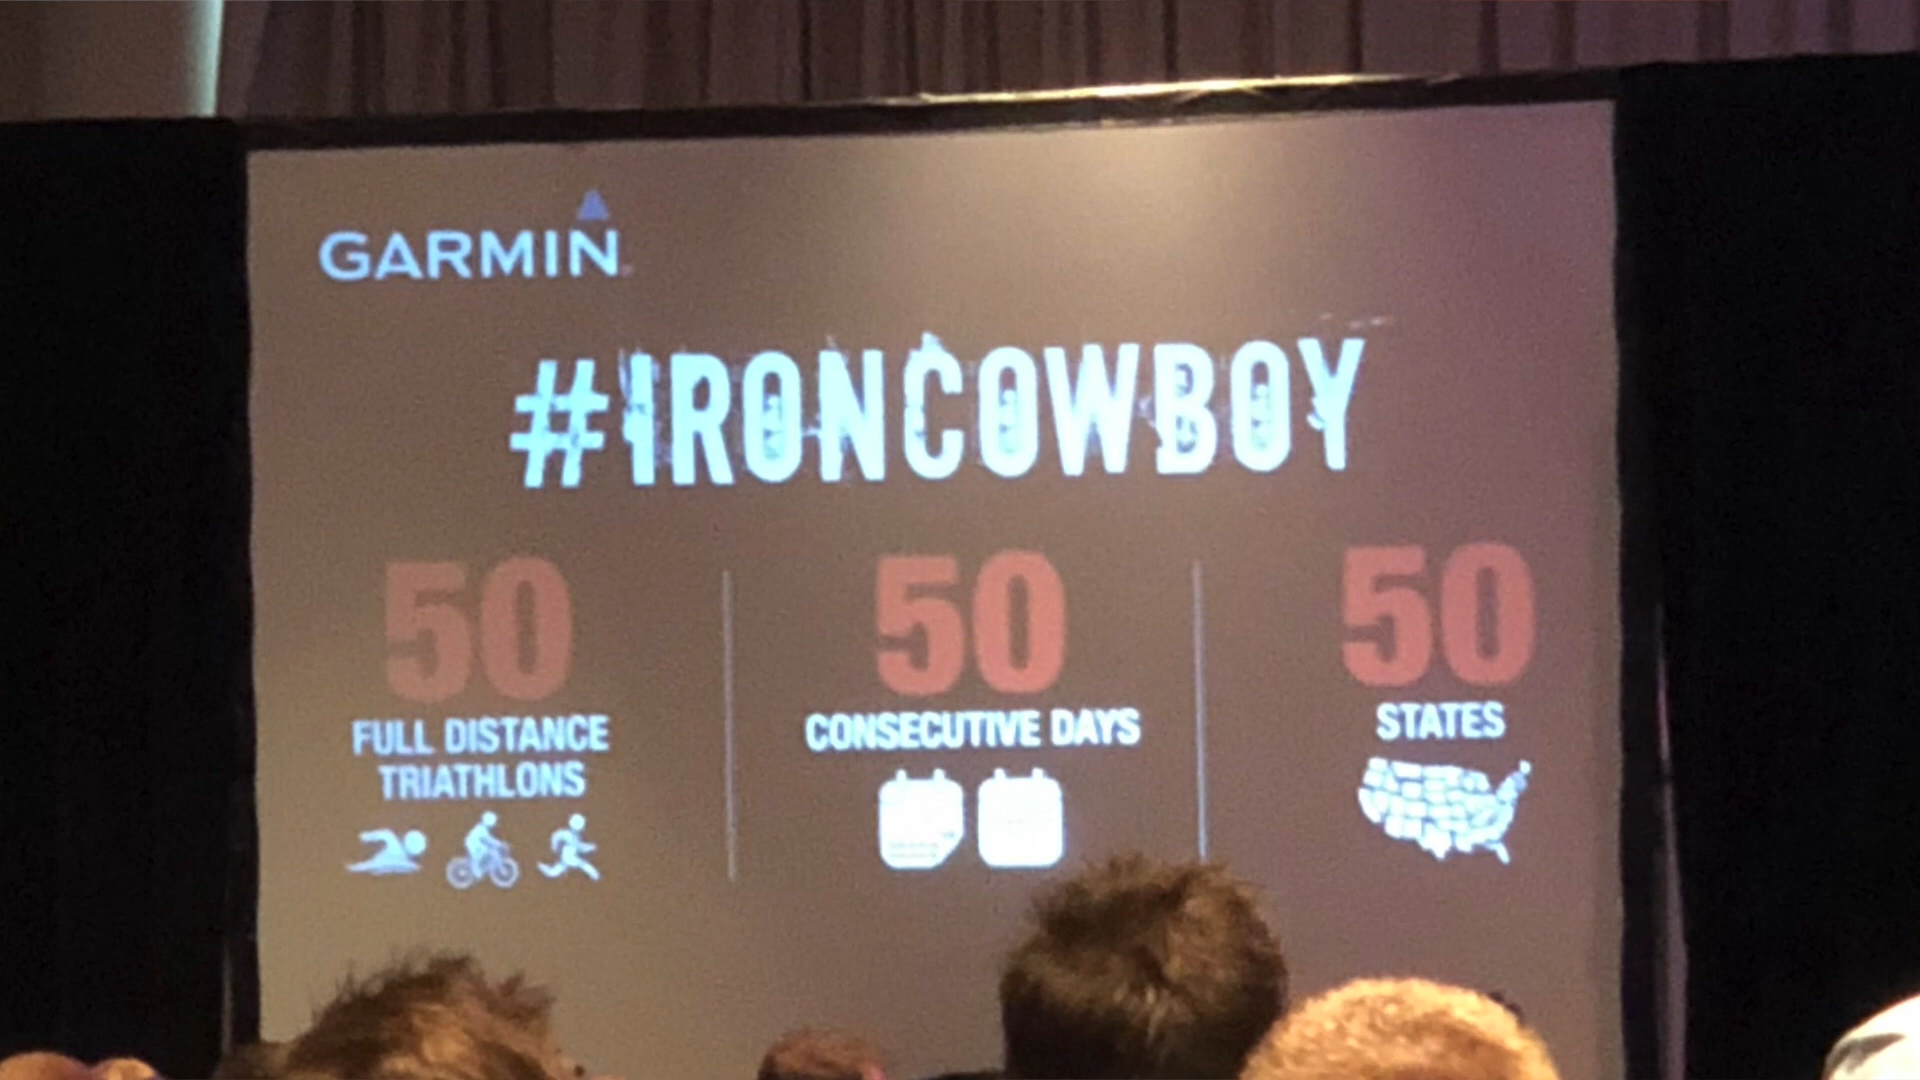 GARMIN
#IRONCOWBOY
50
FULL DISTANCE
TRIATHLONS
50
CONSECUTIVE DAYS
50
STATES